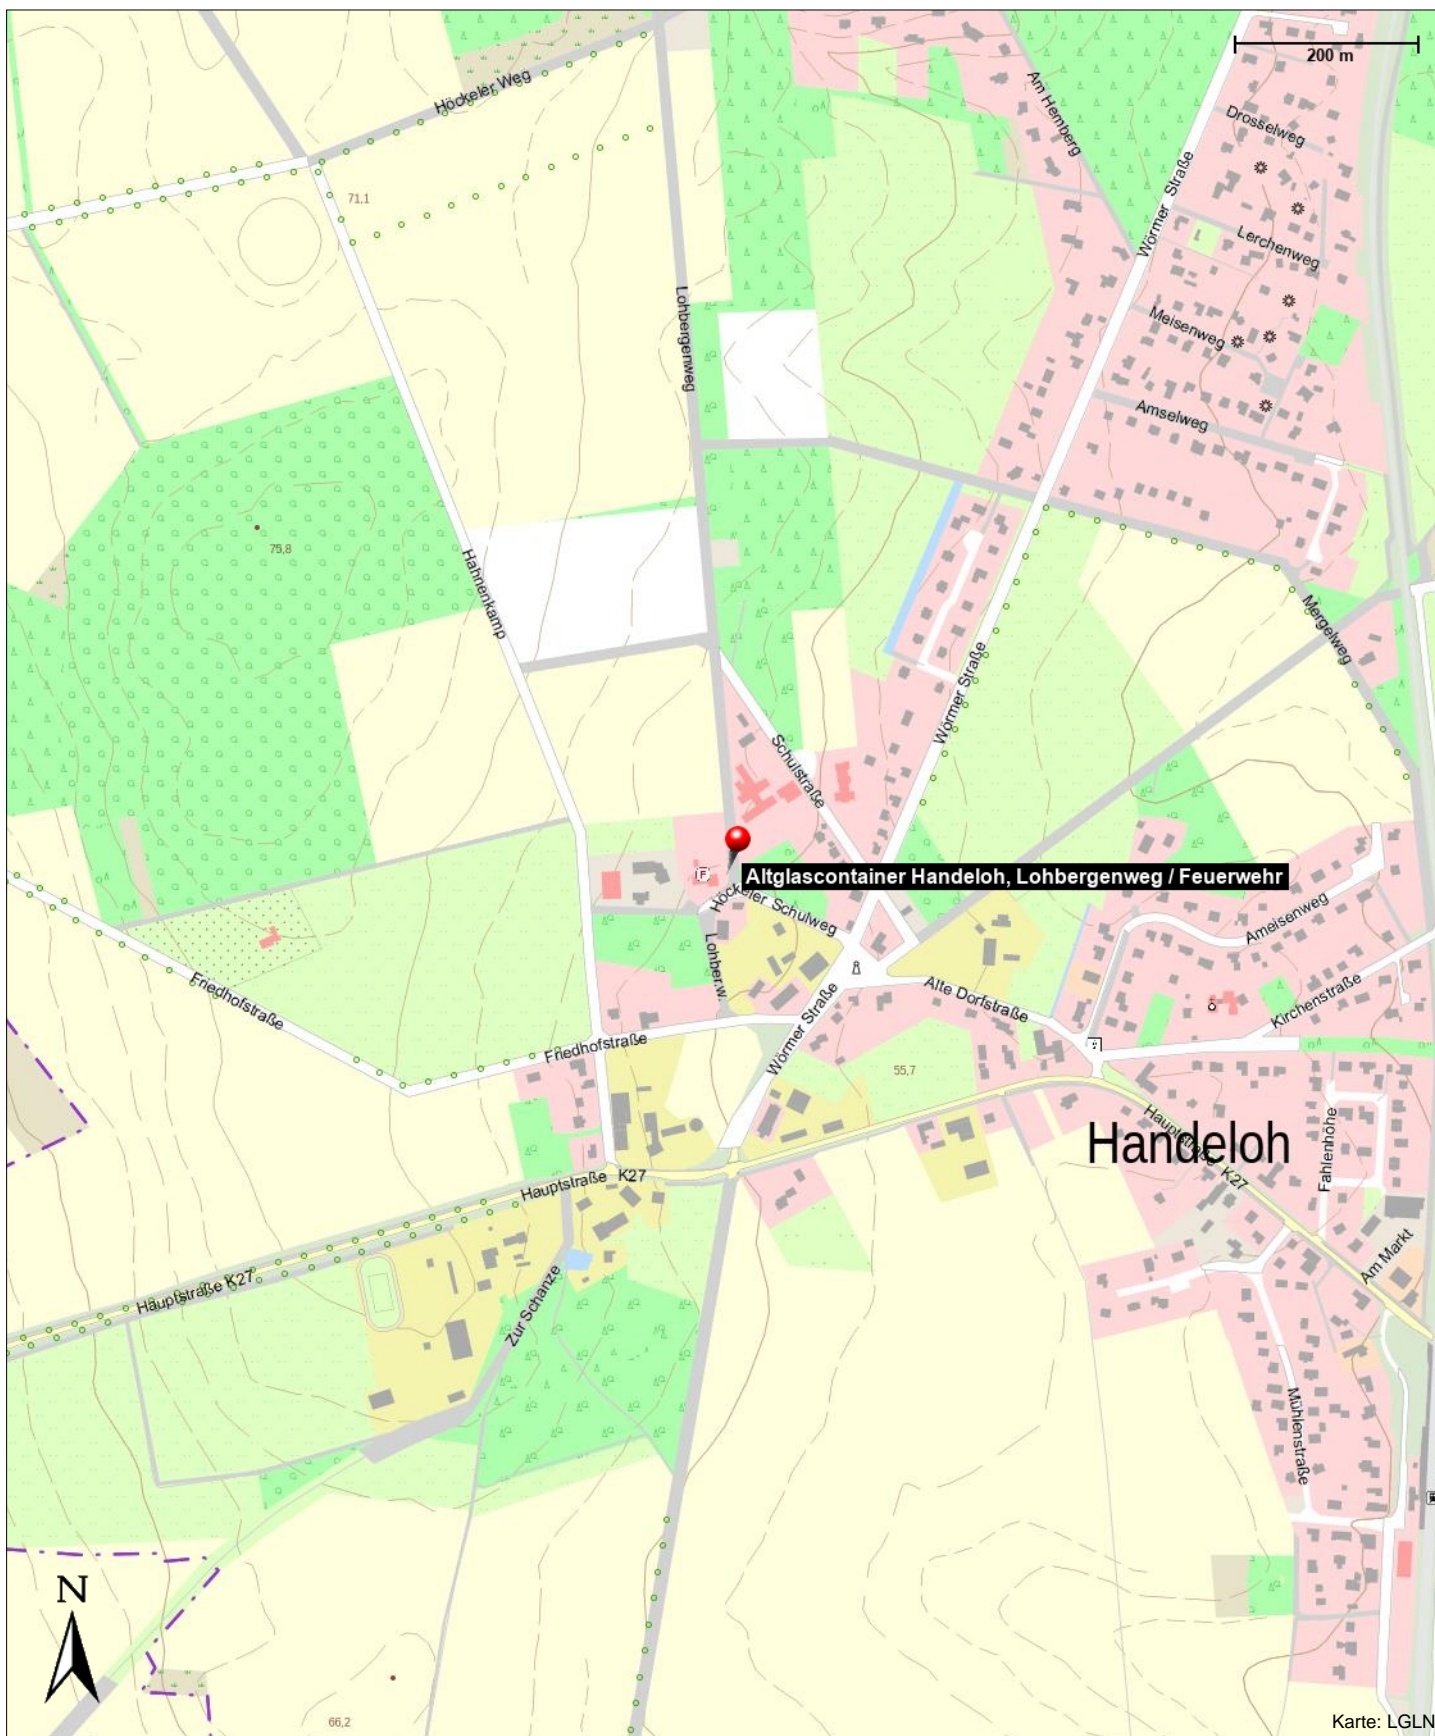 200 m
Höckeler Weg
Am Hemberg
Drosselweg
Wörmer Straße
71,1
Lerchenweg
Lohbergenweg
Meisenweg
Amselweg
75,8
Hahnenkamp
Mergelweg
Wörmer Straße
Schulstraße
F
Altglascontainer Handeloh, Lohbergenweg / Feuerwehr
Höckeler Schulweg
Ameisenweg
Lohber.w.
Friedhofstraße
Alte Dorfstraße
Kirchenstraße
Wörmer Straße
Friedhofstraße
55,7
Hauptstraße K27
Handeloh
Fahlenhöhe
Hauptstraße K27
Am Markt
Hauptstraße K27
Zur Schanze
Mühlenstraße
N
66,2
Karte: LGLN